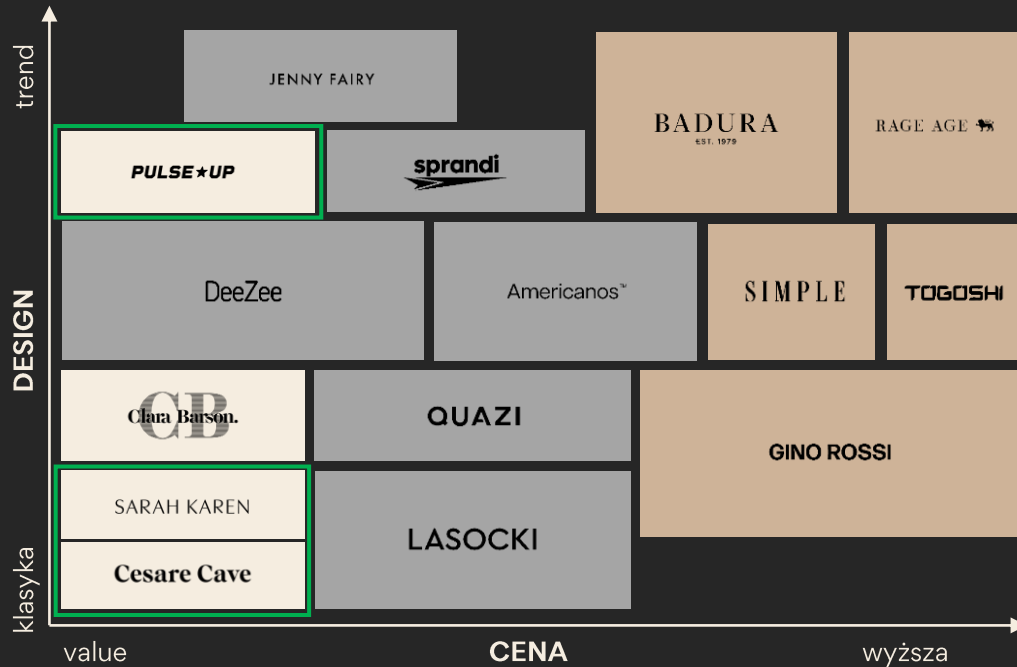 trend
JENNY FAIRY
BADURA
EST. 1979
RAGE AGE
PULSE★UP
sprandi
DESIGN
DeeZee
Americanos™
SIMPLE
TOGOSHI
CB
Clara Barson.
QUAZI
GINO ROSSI
SARAH KAREN
LASOCKI
Cesare Cave
klasyka
value
CENA
wyższa